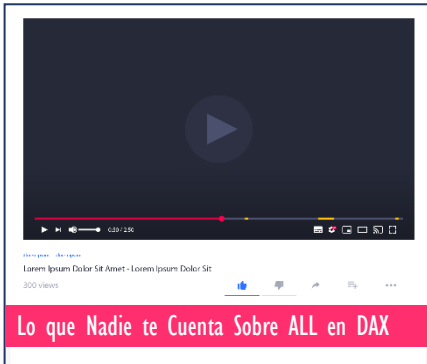 0:30 / 2:50
Lorem Ipsum Dolor Sit Amet - Lorem Ipsum Dolor Sit
300 views
Lo que Nadie te Cuenta Sobre ALL en DAX